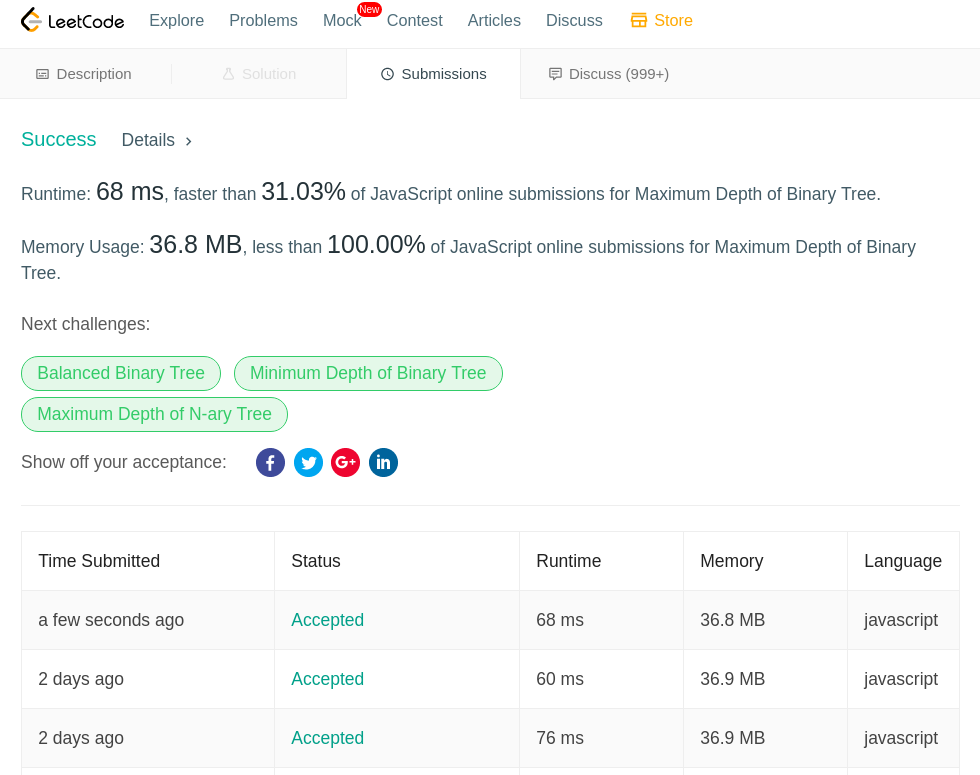 LeetCode Explore Problems Mock New Contest Articles Discuss Store
Description Solution Submissions Discuss (999+)
Success Details
Runtime: 68 ms, faster than 31.03% of JavaScript online submissions for Maximum Depth of Binary Tree.
Memory Usage: 36.8 MB, less than 100.00% of JavaScript online submissions for Maximum Depth of Binary
Tree.
Next challenges:
Balanced Binary Tree Minimum Depth of Binary Tree
Maximum Depth of N-ary Tree
Show off your acceptance:
Time Submitted Status Runtime Memory Language
a few seconds ago Accepted 68 ms 36.8 MB javascript
2 days ago Accepted 60 ms 36.9 MB javascript
2 days ago Accepted 76 ms 36.9 MB javascript